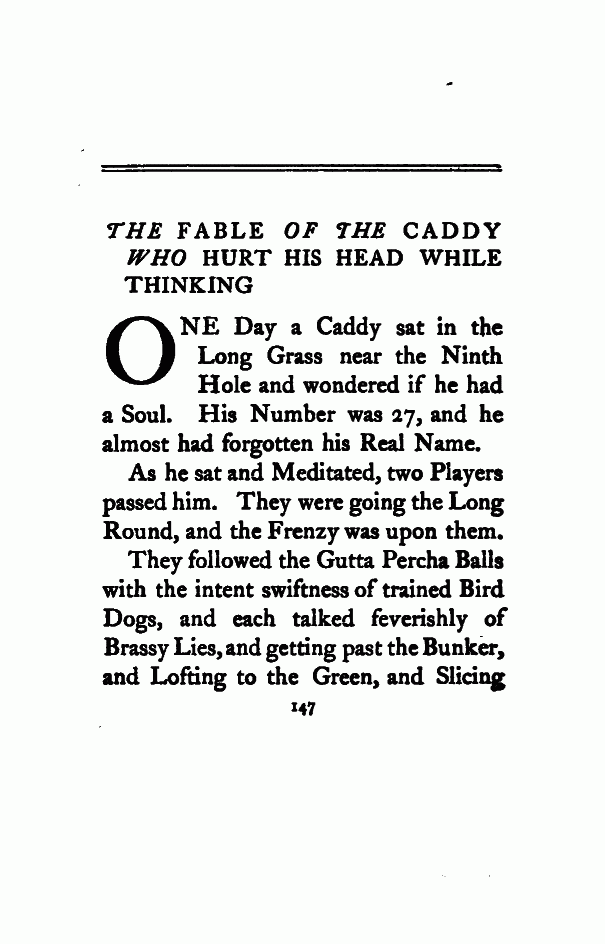 THE FABLE OF THE CADDY
WHO HURT HIS HEAD WHILE
THINKING
ONE Day a Caddy sat in the
Long Grass near the Ninth
Hole and wondered if he had
a Soul. His Number was 27, and he
almost had forgotten his Real Name.
As he sat and Meditated, two Players
passed him. They were going the Long
Round, and the Frenzy was upon them.
They followed the Gutta Percha Balls
with the intent swiftness of trained Bird
Dogs, and each talked feverishly of
Brassy Lies, and getting past the Bunker,
and Lofting to the Green, and Slicing
147